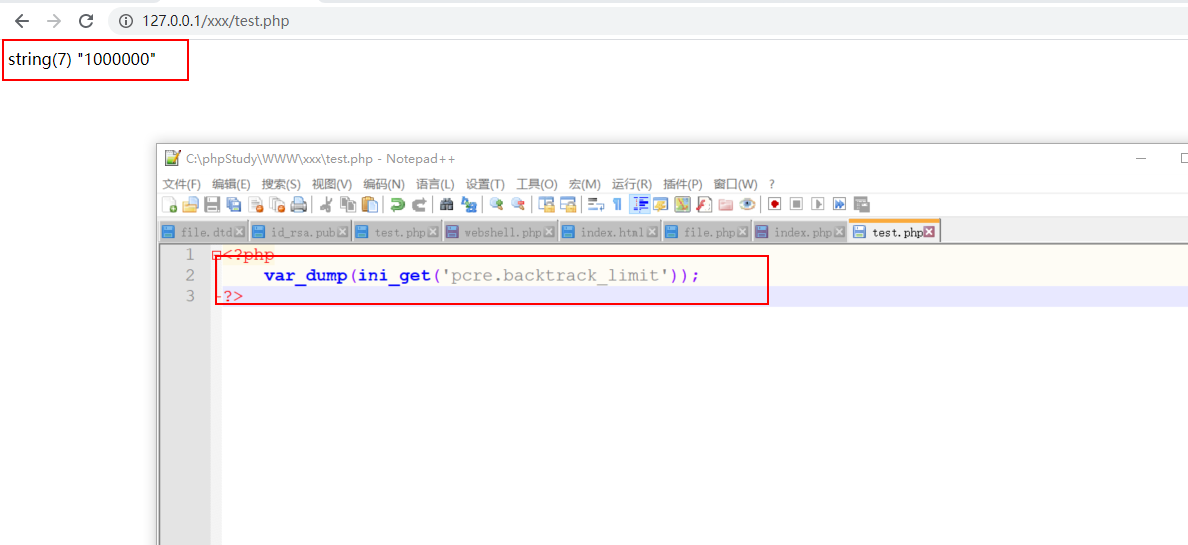 127.0.0.1/xxx/test.php
string(7) "1000000"
C:\phpStudy\WWW\xxx\test.php - Notepad++
文件(F) 编辑(E) 搜索(S) 视图(V) 编码(N) 语言(L) 设置(T) 工具(O) 宏(M) 运行(R) 插件(P) 窗口(W) ?
file.dtd id_rsa.pub test.php webshell.php index.html file.php index.php test.php
1 <?php
2 var_dump(ini_get('pcre.backtrack_limit'));
3 ?>